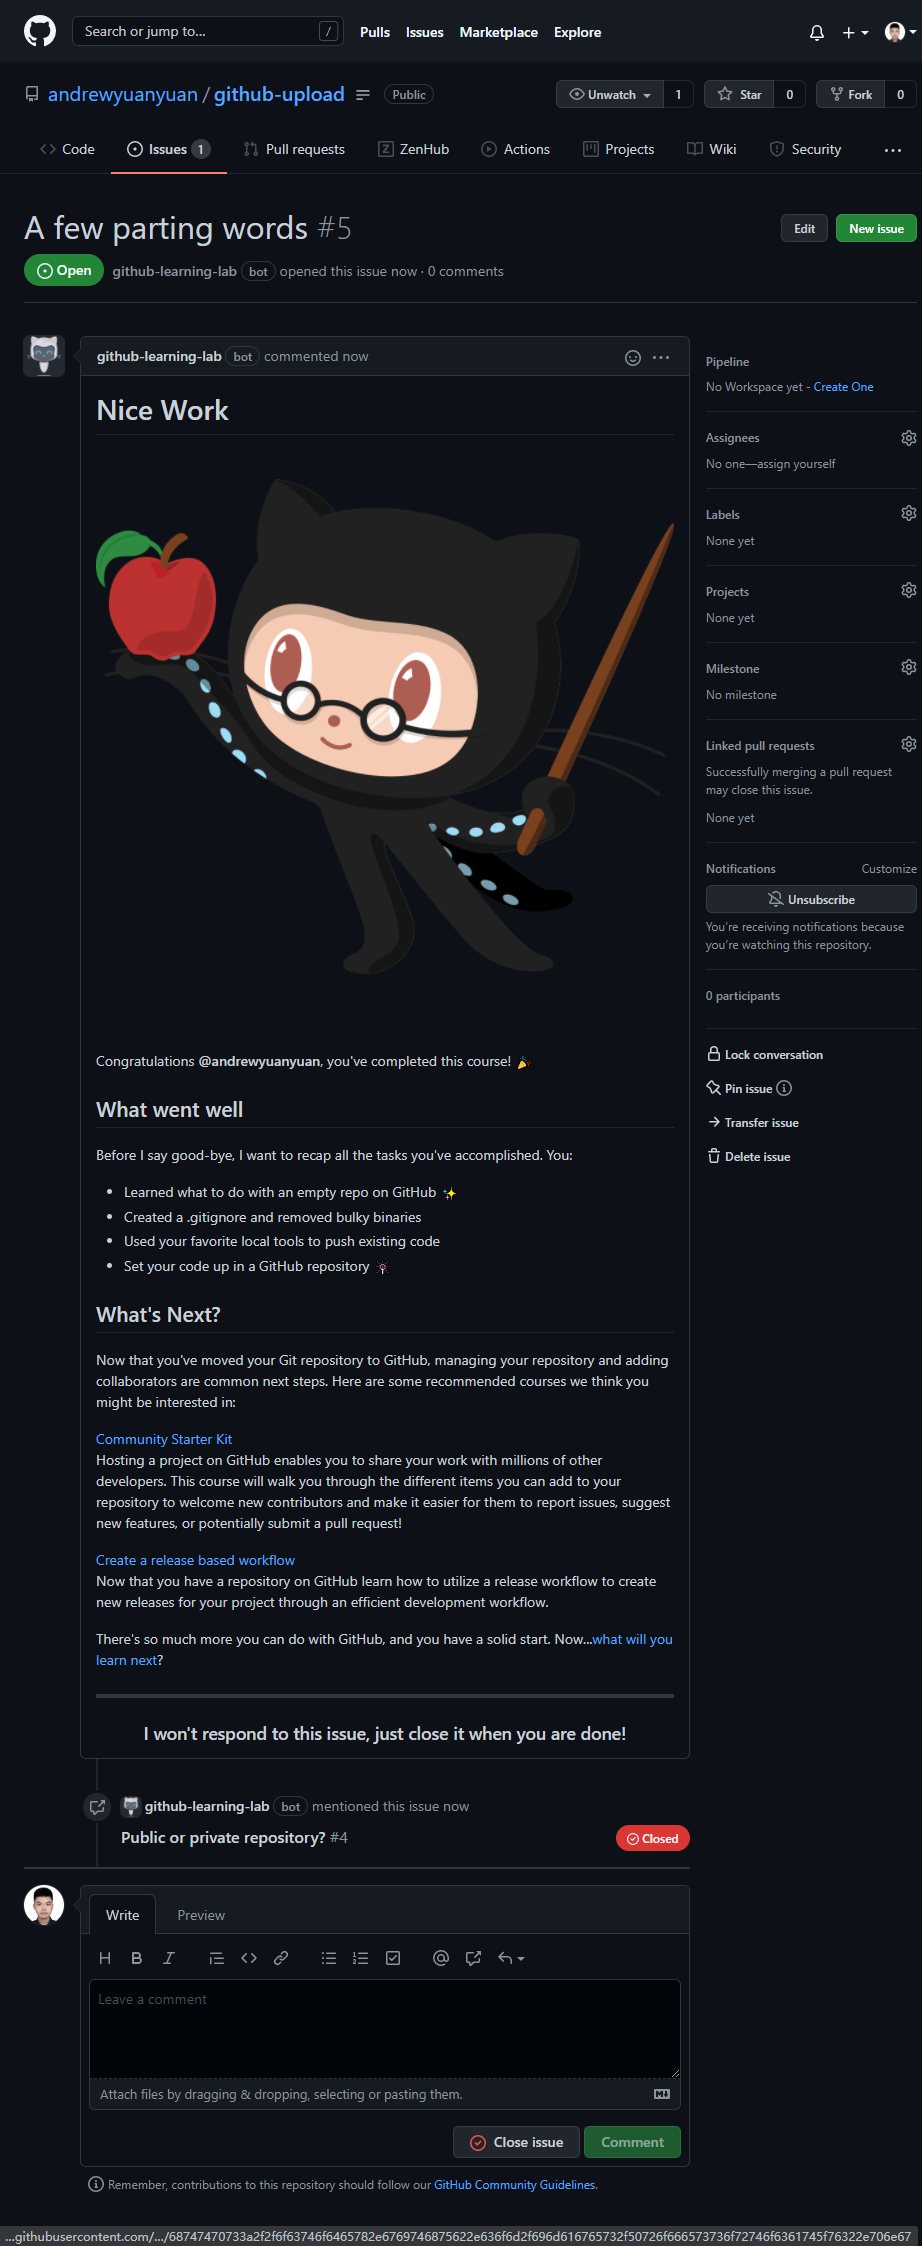 Search or jump to...
/
Pulls Issues Marketplace Explore
andrewyuanyuan / github-upload Public
Unwatch 1 Star 0 Fork 0
Code Issues 1 Pull requests ZenHub Actions Projects Wiki Security ...
A few parting words #5
Edit New issue
Open github-learning-lab bot opened this issue now · 0 comments
github-learning-lab bot commented now
Nice Work
Congratulations @andrewyuanyuan, you've completed this course! 🎉
What went well
Before I say good-bye, I want to recap all the tasks you've accomplished. You:
• Learned what to do with an empty repo on GitHub ✨
• Created a .gitignore and removed bulky binaries
• Used your favorite local tools to push existing code
• Set your code up in a GitHub repository
What's Next?
Now that you've moved your Git repository to GitHub, managing your repository and adding
collaborators are common next steps. Here are some recommended courses we think you
might be interested in:
Community Starter Kit
Hosting a project on GitHub enables you to share your work with millions of other
developers. This course will walk you through the different items you can add to your
repository to welcome new contributors and make it easier for them to report issues, suggest
new features, or potentially submit a pull request!
Create a release based workflow
Now that you have a repository on GitHub learn how to utilize a release workflow to create
new releases for your project through an efficient development workflow.
There's so much more you can do with GitHub, and you have a solid start. Now...what will you
learn next?
I won't respond to this issue, just close it when you are done!
github-learning-lab bot mentioned this issue now
Public or private repository? #4
Closed
Pipeline
No Workspace yet - Create One
Assignees
No one—assign yourself
Labels
None yet
Projects
None yet
Milestone
No milestone
Linked pull requests
Successfully merging a pull request
may close this issue.
None yet
Notifications Customize
Unsubscribe
You're receiving notifications because
you're watching this repository.
0 participants
Lock conversation
Pin issue
Transfer issue
Delete issue
Write Preview
H B I
@
Leave a comment
Attach files by dragging & dropping, selecting or pasting them.
Close issue Comment
Remember, contributions to this repository should follow our GitHub Community Guidelines.